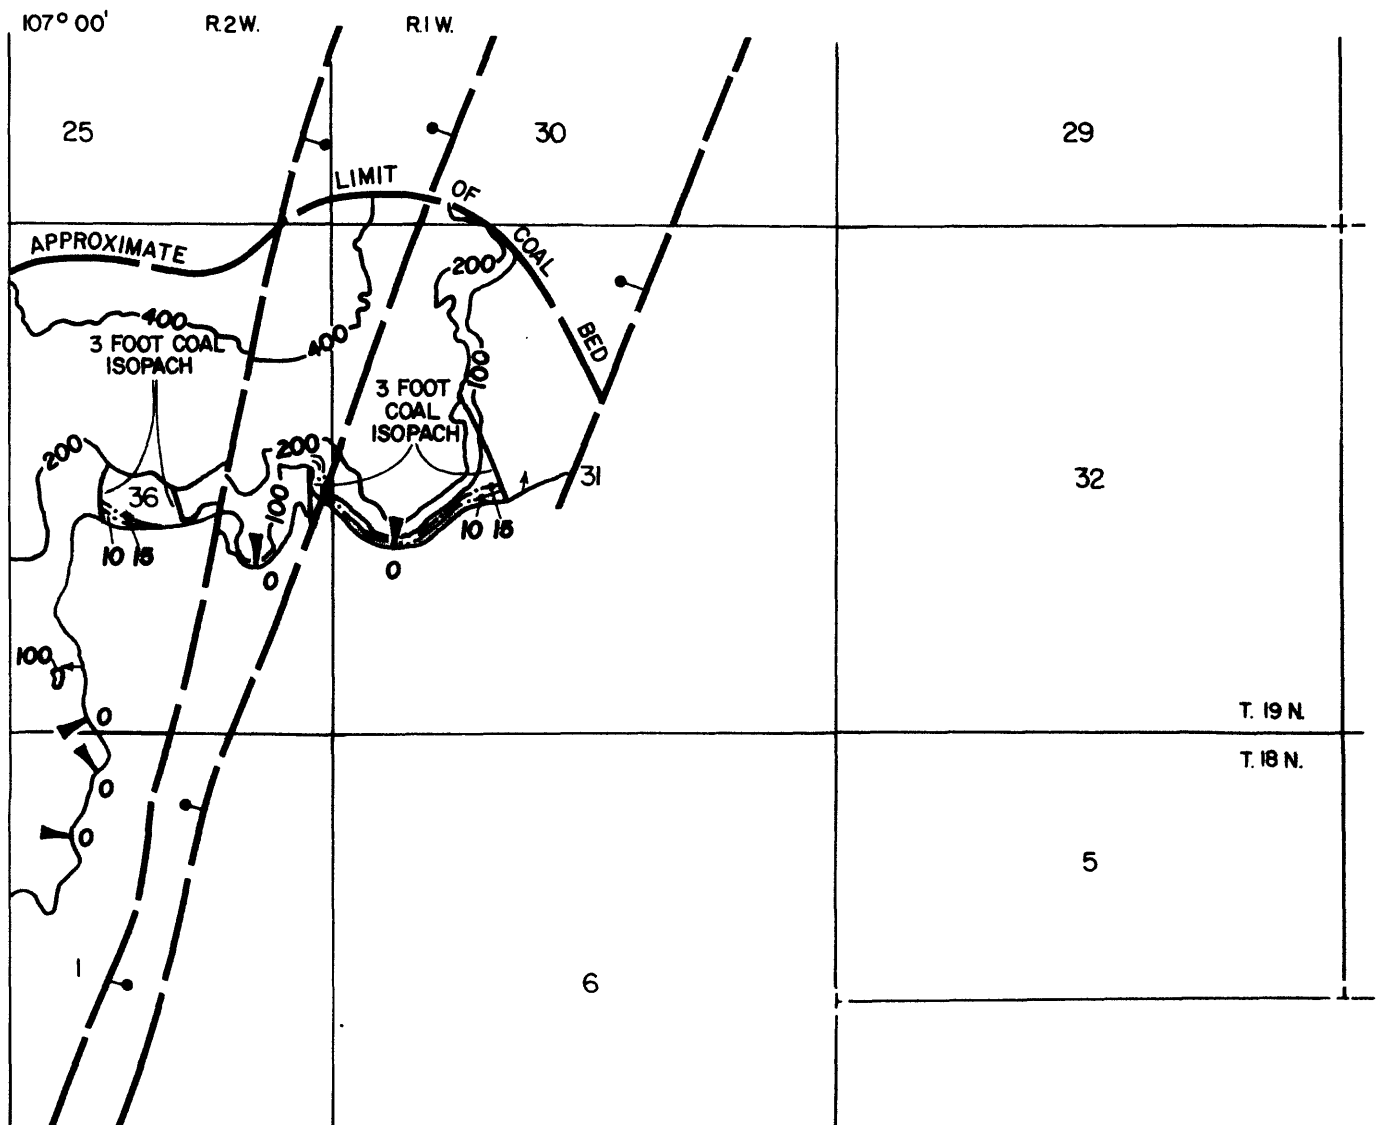 107° 00'
R.2W.
R.1W.
25
30
29
LIMIT OF COAL BED
APPROXIMATE
200
400
400
3 FOOT COAL
ISOPACH
100
3 FOOT
COAL
ISOPACH
200
200
36
100
31
32
10 15
10 15
0
0
100
0
T. 19 N.
T. 18 N.
0
0
5
1
6